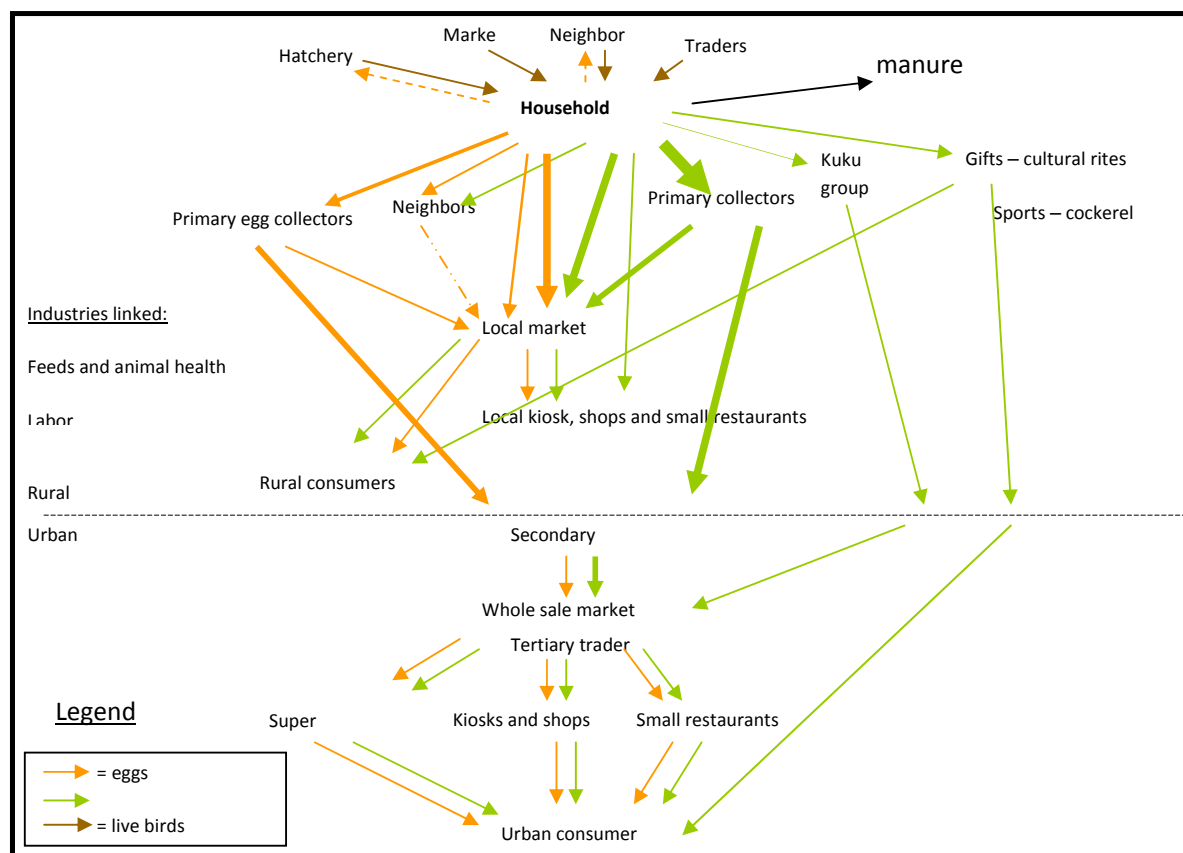 Marke
Neighbor
Traders
Hatchery
manure
Household
Kuku
group
Gifts – cultural rites
Primary egg collectors
Neighbors
Primary collectors
Sports – cockerel
Industries linked:
Local market
Feeds and animal health
Labor
Local kiosk, shops and small restaurants
Rural consumers
Rural
Urban
Secondary
Whole sale market
Tertiary trader
Legend
Super
Kiosks and shops
Small restaurants
= eggs
= live birds
Urban consumer